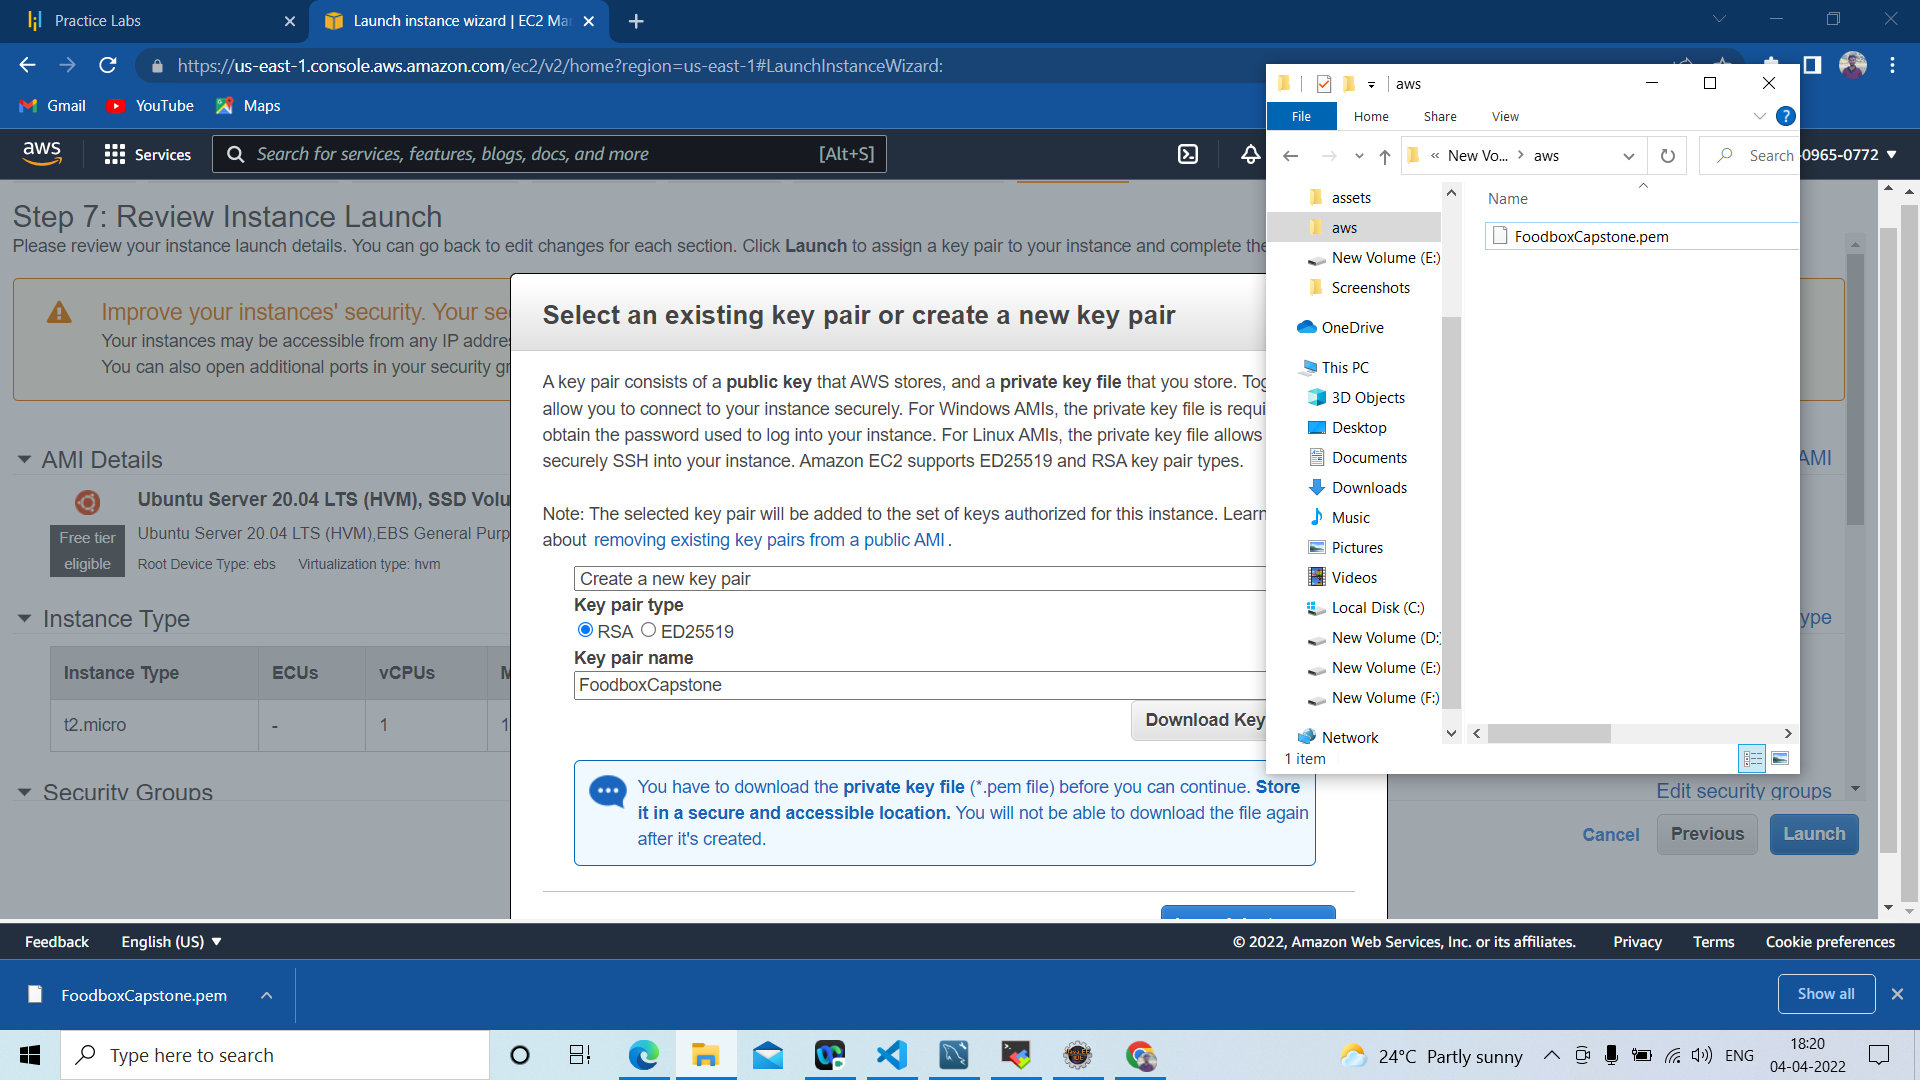 Practice Labs
Launch instance wizard | EC2 Man
https://us-east-1.console.aws.amazon.com/ec2/v2/home?region=us-east-1#LaunchInstanceWizard:
Gmail
YouTube
Maps
aws
Services
Search for services, features, blogs, docs, and more
[Alt+S]
-0965-0772
Step 7: Review Instance Launch
Please review your instance launch details. You can go back to edit changes for each section. Click Launch to assign a key pair to your instance and complete the
Improve your instances' security. Your se
Your instances may be accessible from any IP addre
You can also open additional ports in your security gr
AMI Details
AMI
Ubuntu Server 20.04 LTS (HVM), SSD Volu
Free tier
eligible
Ubuntu Server 20.04 LTS (HVM),EBS General Purp
Root Device Type: ebs
Virtualization type: hvm
Instance Type
ype
Instance Type
ECUs
vCPUs
M
t2.micro
-
1
1
Security Groups
Edit security groups
Cancel
Previous
Launch
Select an existing key pair or create a new key pair
A key pair consists of a public key that AWS stores, and a private key file that you store. Tog
allow you to connect to your instance securely. For Windows AMIs, the private key file is requi
obtain the password used to log into your instance. For Linux AMIs, the private key file allows
securely SSH into your instance. Amazon EC2 supports ED25519 and RSA key pair types.
Note: The selected key pair will be added to the set of keys authorized for this instance. Learn
about removing existing key pairs from a public AMI .
Create a new key pair
Key pair type
RSA
ED25519
Key pair name
FoodboxCapstone
Download Key
You have to download the private key file (*.pem file) before you can continue. Store
it in a secure and accessible location. You will not be able to download the file again
after it's created.
aws
File
Home
Share
View
?
« New Vo... > aws
Search
assets
aws
New Volume (E:)
Screenshots
OneDrive
This PC
3D Objects
Desktop
Documents
Downloads
Music
Pictures
Videos
Local Disk (C:)
New Volume (D:)
New Volume (E:)
New Volume (F:)
Network
Name
FoodboxCapstone.pem
1 item
Feedback
English (US)
© 2022, Amazon Web Services, Inc. or its affiliates.
Privacy
Terms
Cookie preferences
FoodboxCapstone.pem
Show all
Type here to search
24°C Partly sunny
ENG
18:20
04-04-2022